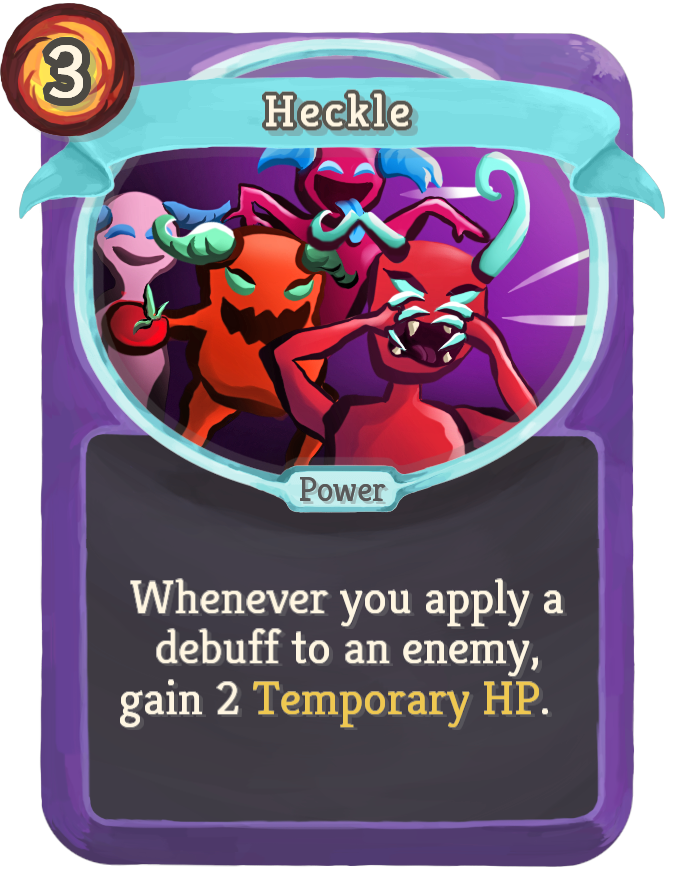 3
Heckle
Power
Whenever you apply a
debuff to an enemy,
gain 2 Temporary HP.